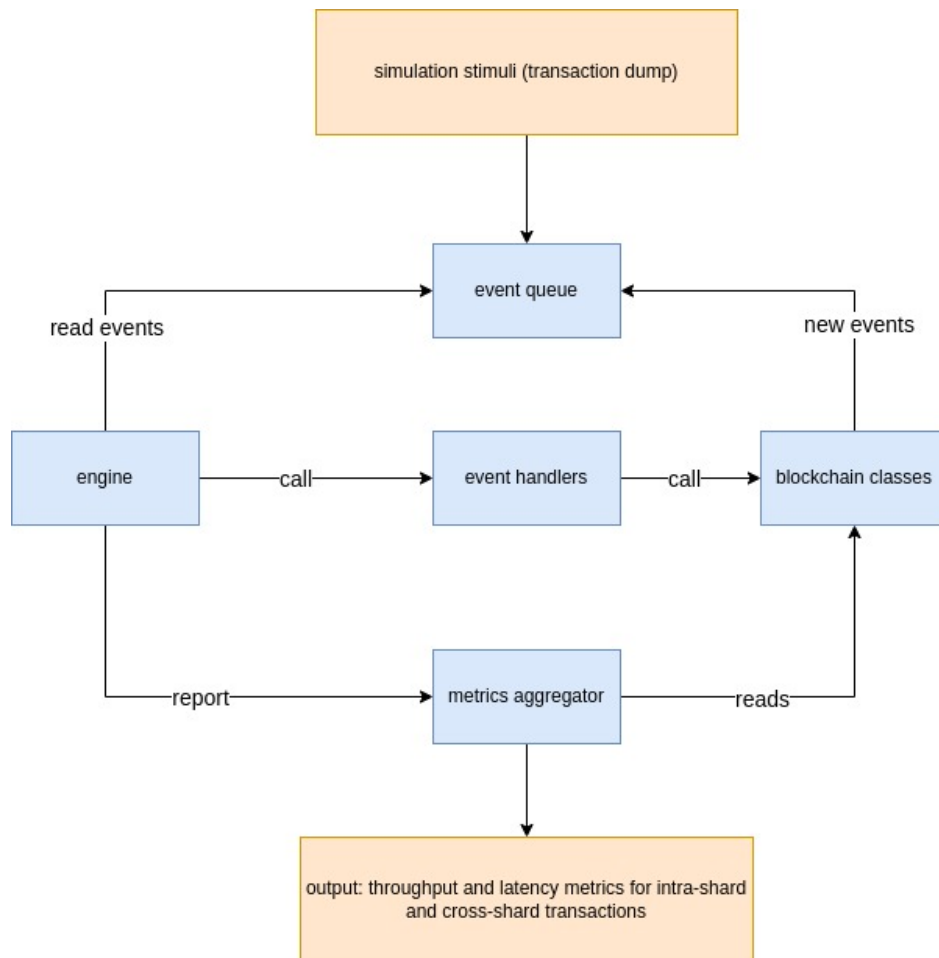 simulation stimuli (transaction dump)
event queue
read events
new events
engine
call
event handlers
call
blockchain classes
report
metrics aggregator
reads
output: throughput and latency metrics for intra-shard
and cross-shard transactions